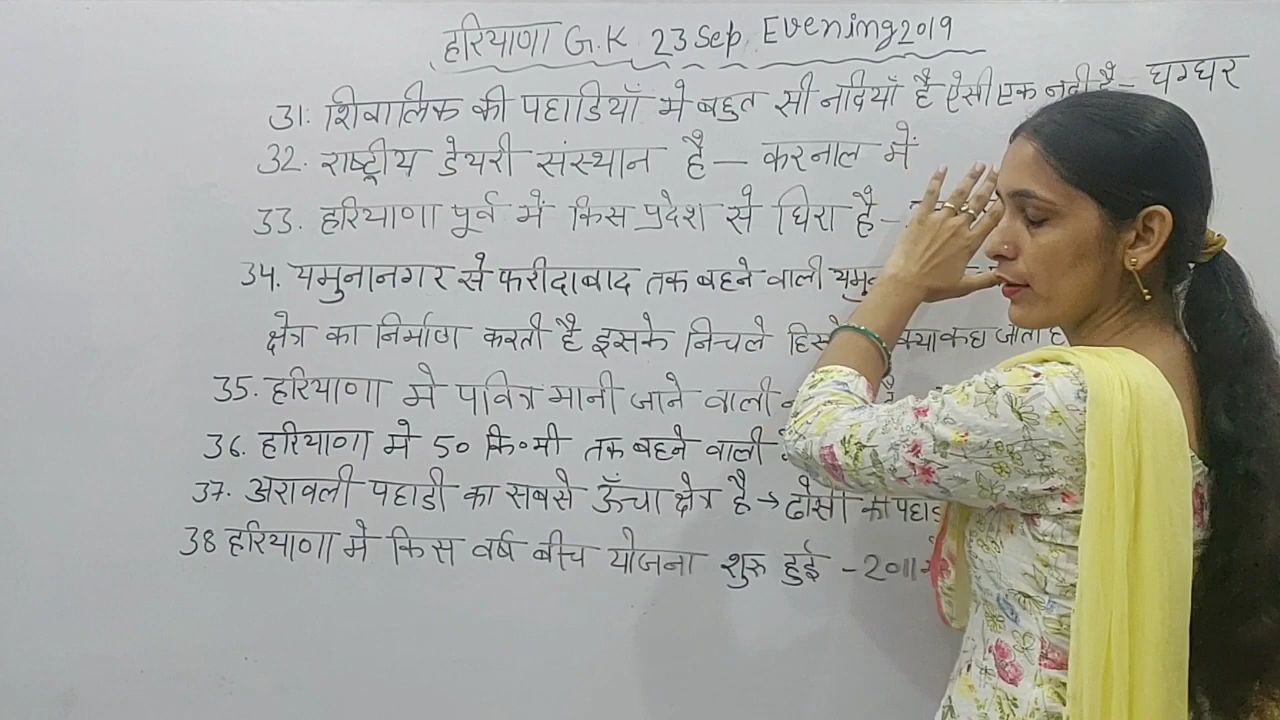 हरियाणा G.K 23 Sep, Evening 2019
31. शिवालिक की पहाडियाँ मे बहुत सी नदियाँ है ऐसी एक नदी है - घग्घर
32. राष्ट्रीय डेयरी संस्थान है - करनाल में
33. हरियाणा पूर्व में किस प्रदेश से घिरा है -
34. यमुनानगर से फरीदाबाद तक बहने वाली
क्षेत्र का निर्माण करती है इसके निचले क्या कहा जाता
35. हरियाणा मे पवित्र मानी जाने वाली
36. हरियाणा मे 50 कि०मी तक बहने वाली
37. अरावली पहाडी का सबसे ऊँचा क्षेत्र है → ढोसी की
38 हरियाणा मे किस वर्ष बीच योजना शुरु हुई - 2011